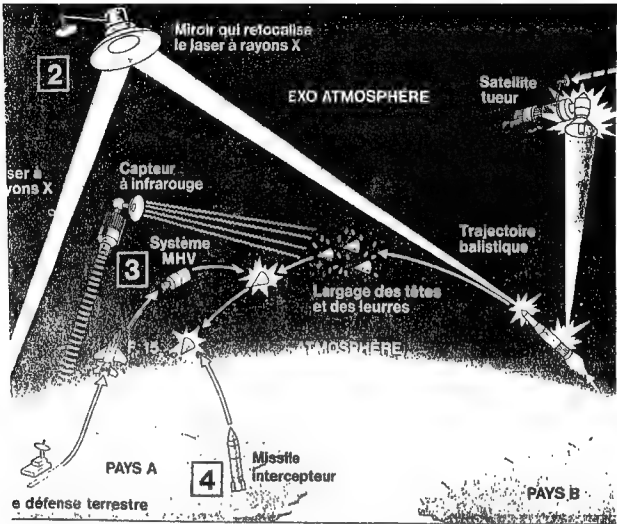 Miroir qui refocalise
le laser à rayons X
2
EXO ATMOSPHÈRE
Satellite
tueur
ser à
yons X
Capteur
à infrarouge
Système
MHV
3
Trajectoire
balistique
Largage des têtes
et des leurres
F. 15
ATMOSPHÈRE
PAYS A
4
Missile
intercepteur
PAYS B
e défense terrestre